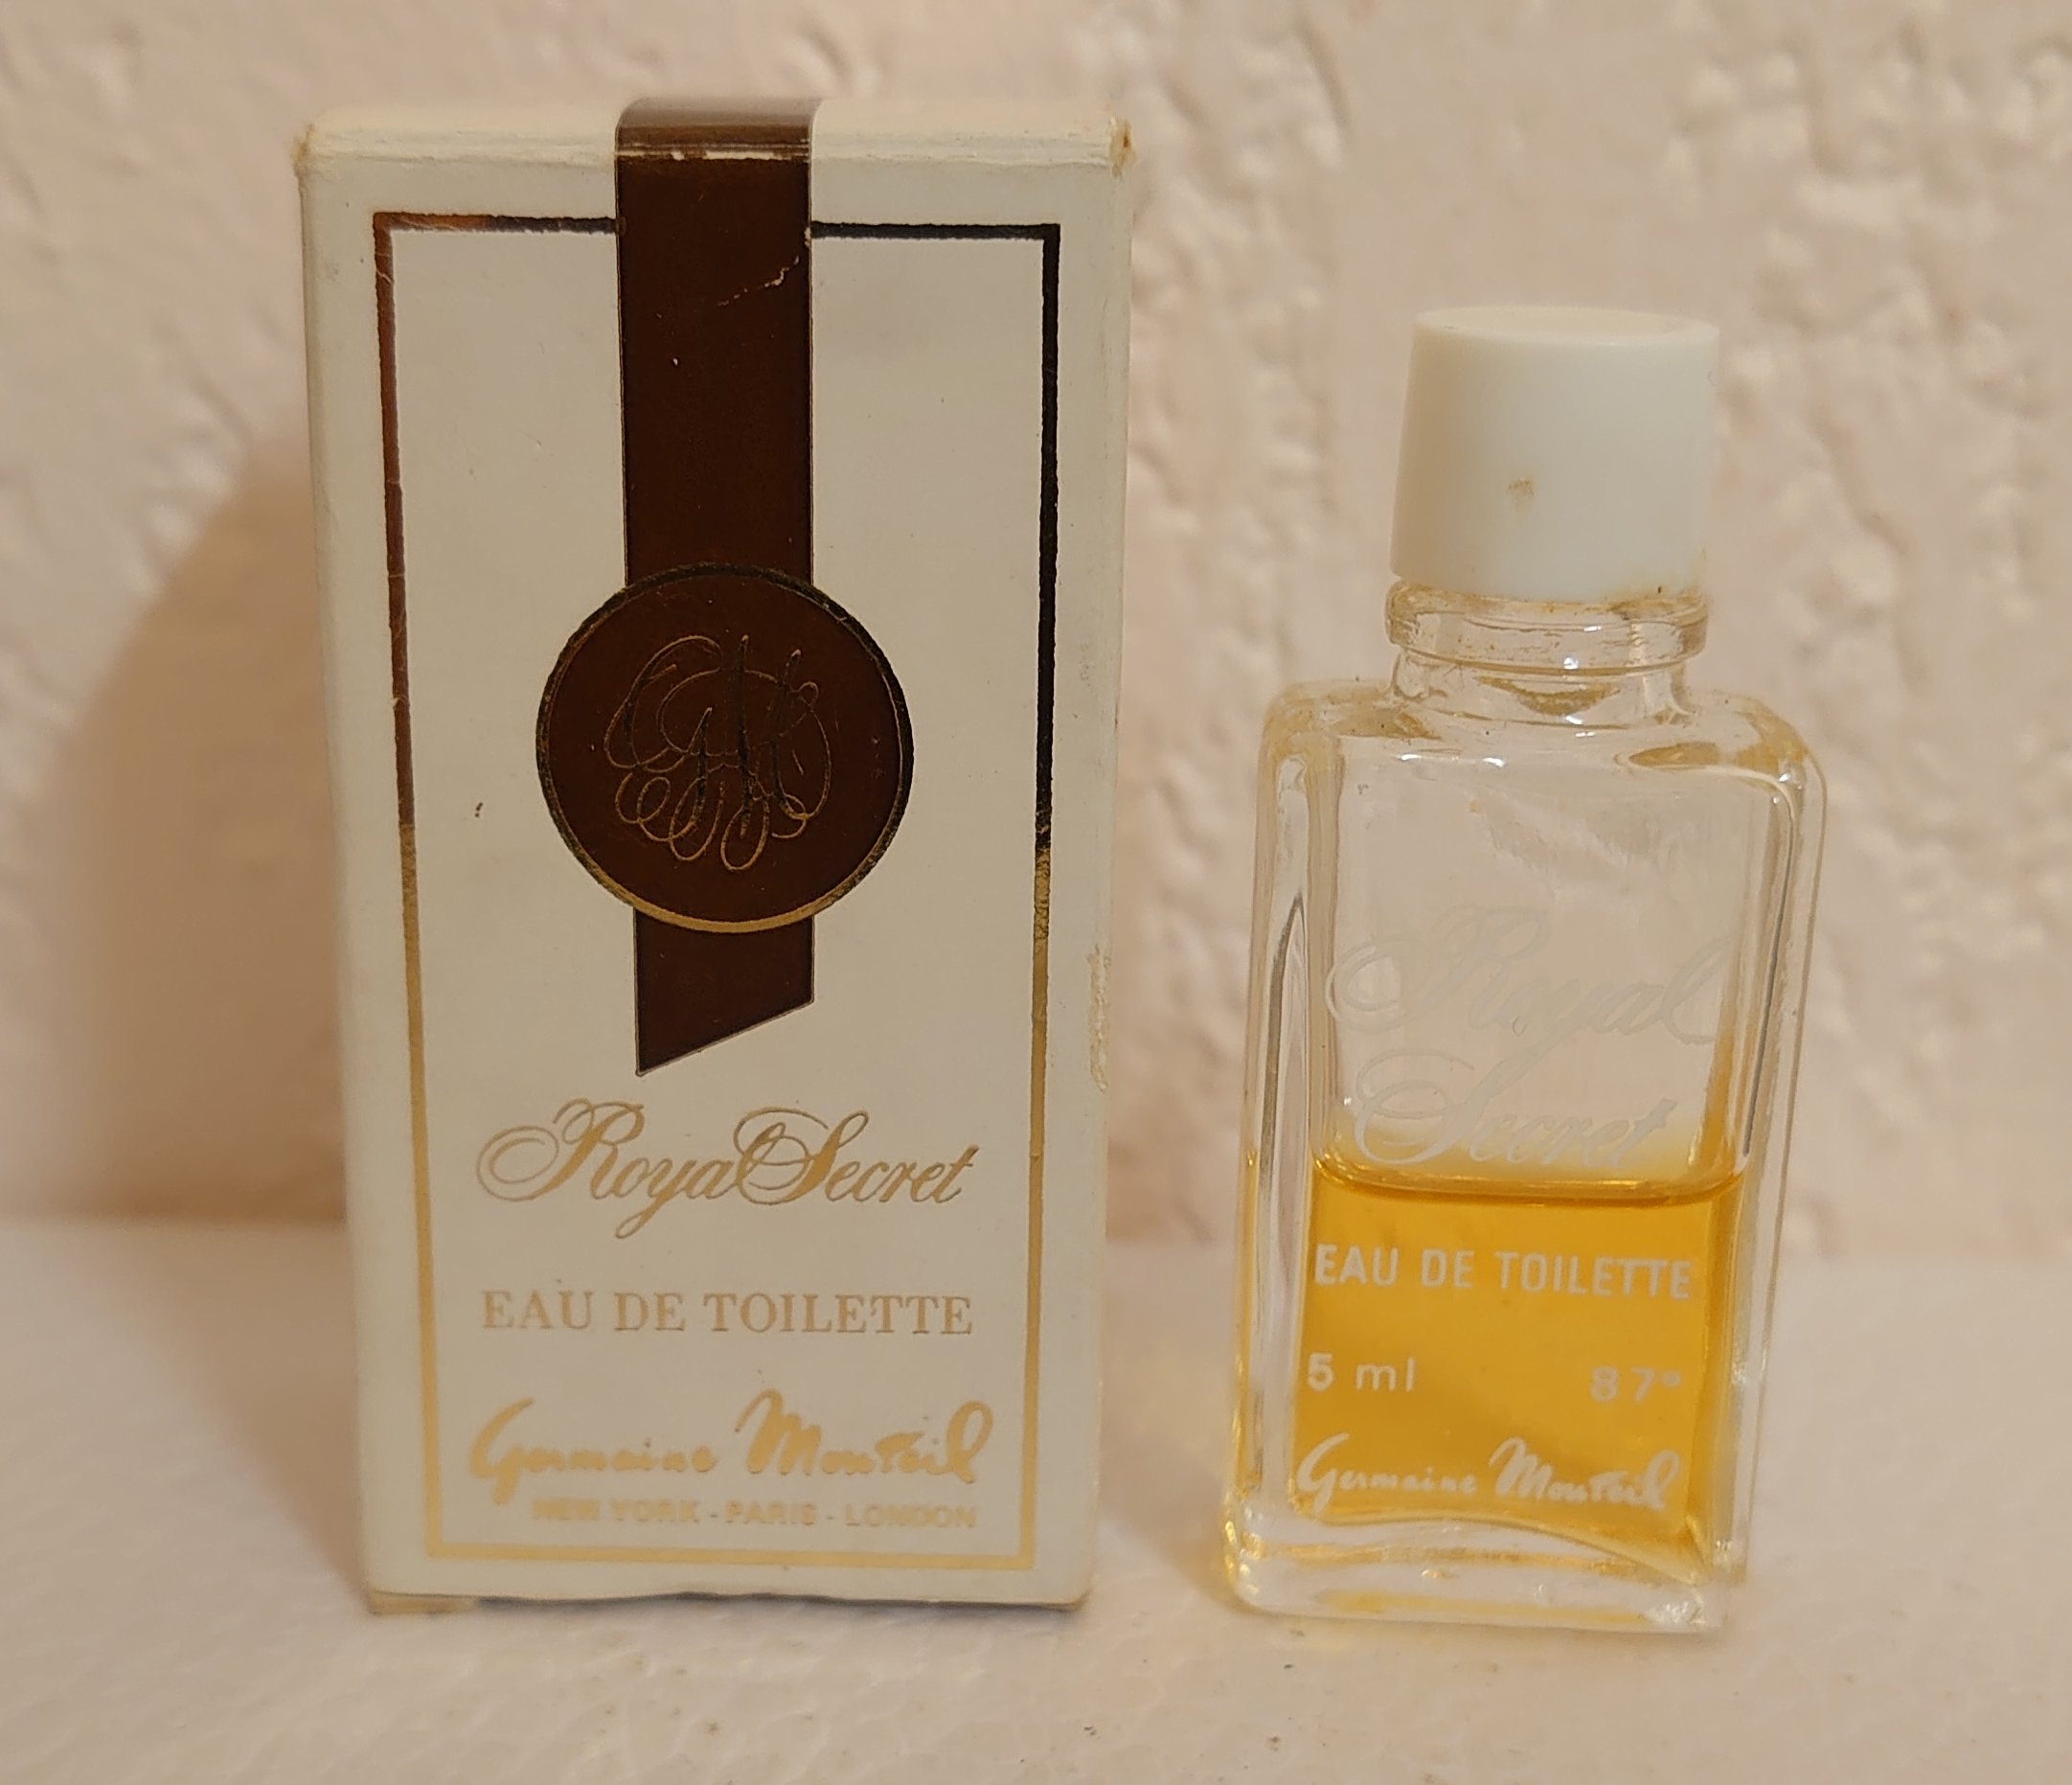 Royal Secret
EAU DE TOILETTE
Germaine Monteil
NEW YORK - PARIS - LONDON
Royal
Secret
EAU DE TOILETTE
5 ml 87°
Germaine Monteil